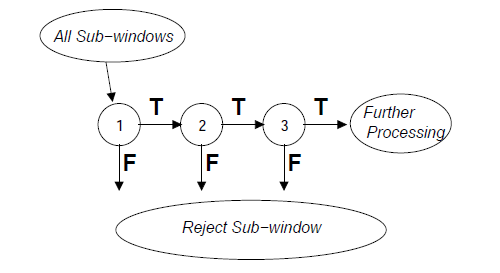 All Sub-windows
T T T
1 2 3
Further
Processing
F F F
Reject Sub-window